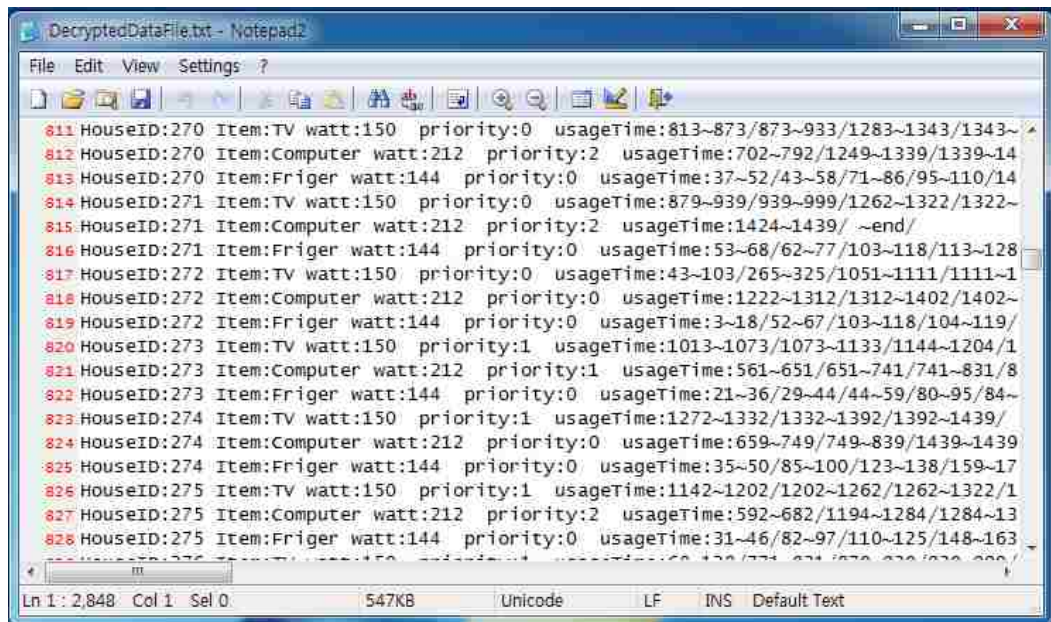 DecryptedDataFile.txt - Notepad2
File Edit View Settings ?
811 HouseID:270 Item:TV watt:150 priority:0 usageTime:813~873/873~933/1283~1343/1343~
812 HouseID:270 Item:Computer watt:212 priority:2 usageTime:702~792/1249~1339/1339~14
813 HouseID:270 Item:Friger watt:144 priority:0 usageTime:37~52/43~58/71~86/95~110/14
814 HouseID:271 Item:TV watt:150 priority:0 usageTime:879~939/939~999/1262~1322/1322~
815 HouseID:271 Item:Computer watt:212 priority:2 usageTime:1424~1439/ ~end/
816 HouseID:271 Item:Friger watt:144 priority:0 usageTime:53~68/62~77/103~118/113~128
817 HouseID:272 Item:TV watt:150 priority:0 usageTime:43~103/265~325/1051~1111/1111~1
818 HouseID:272 Item:Computer watt:212 priority:0 usageTime:1222~1312/1312~1402/1402~
819 HouseID:272 Item:Friger watt:144 priority:0 usageTime:3~18/52~67/103~118/104~119/
820 HouseID:273 Item:TV watt:150 priority:1 usageTime:1013~1073/1073~1133/1144~1204/1
821 HouseID:273 Item:Computer watt:212 priority:1 usageTime:561~651/651~741/741~831/8
822 HouseID:273 Item:Friger watt:144 priority:0 usageTime:21~36/29~44/44~59/80~95/84~
823 HouseID:274 Item:TV watt:150 priority:1 usageTime:1272~1332/1332~1392/1392~1439/
824 HouseID:274 Item:Computer watt:212 priority:0 usageTime:659~749/749~839/1439~1439
825 HouseID:274 Item:Friger watt:144 priority:0 usageTime:35~50/85~100/123~138/159~17
826 HouseID:275 Item:TV watt:150 priority:1 usageTime:1142~1202/1202~1262/1262~1322/1
827 HouseID:275 Item:Computer watt:212 priority:2 usageTime:592~682/1194~1284/1284~13
828 HouseID:275 Item:Friger watt:144 priority:0 usageTime:31~46/82~97/110~125/148~163
Ln 1 : 2,848 Col 1 Sel 0 547KB Unicode LF INS Default Text